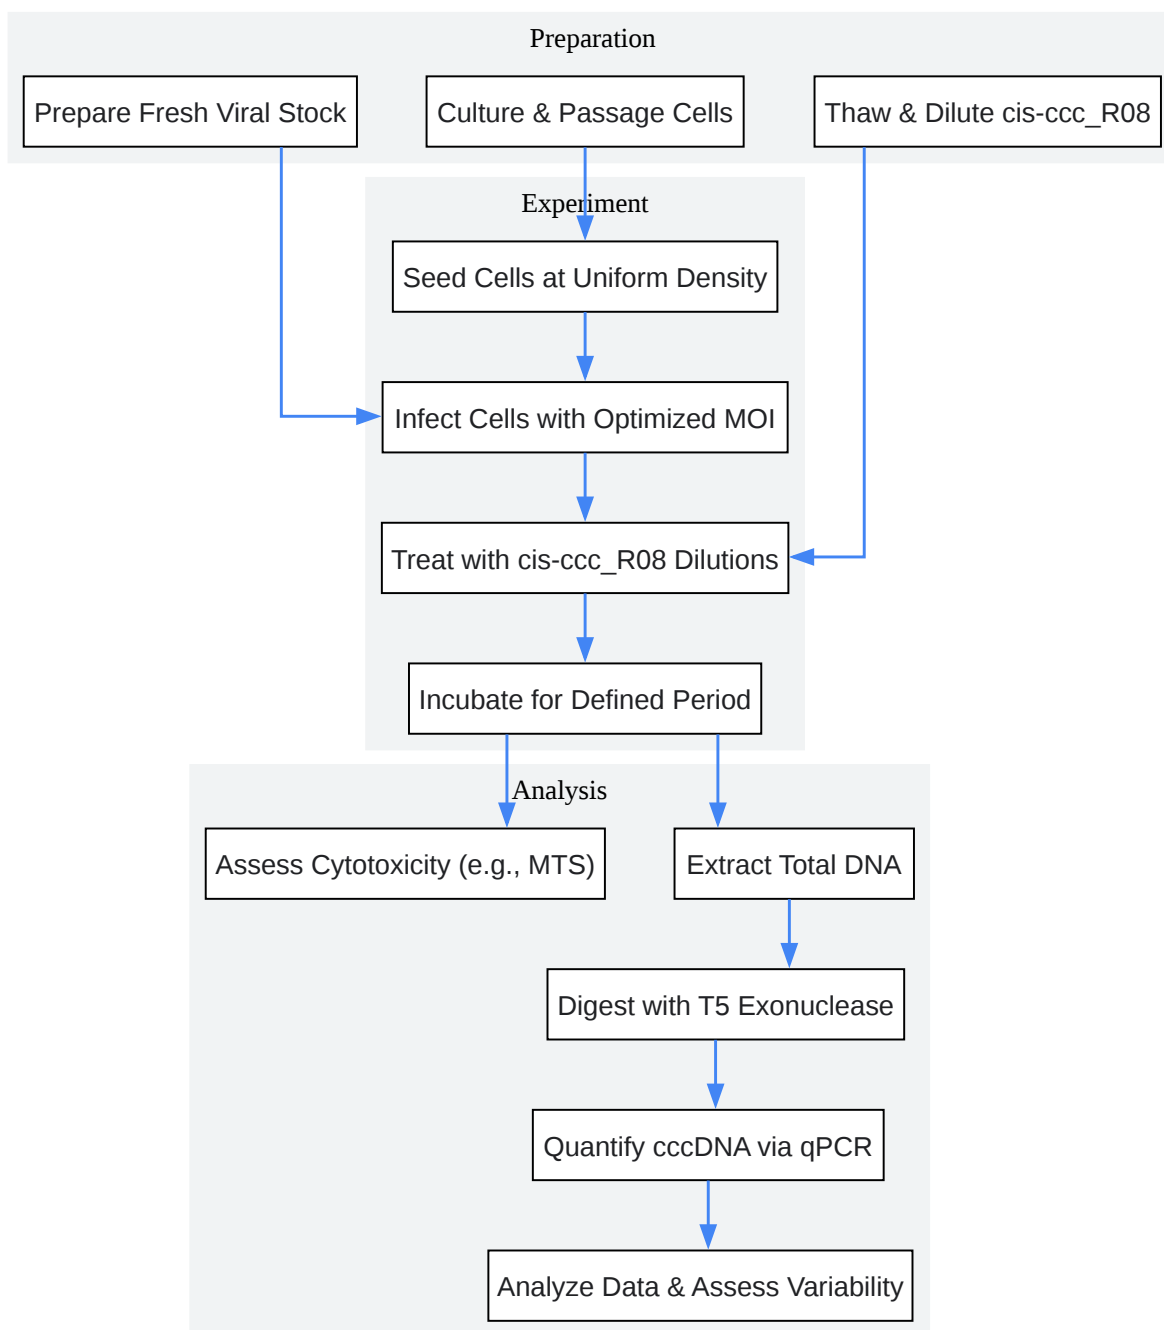 Preparation
Prepare Fresh Viral Stock
Culture & Passage Cells
Thaw & Dilute cis-ccc_R08
Experiment
Seed Cells at Uniform Density
Infect Cells with Optimized MOI
Treat with cis-ccc_R08 Dilutions
Incubate for Defined Period
Analysis
Assess Cytotoxicity (e.g., MTS)
Extract Total DNA
Digest with T5 Exonuclease
Quantify cccDNA via qPCR
Analyze Data & Assess Variability